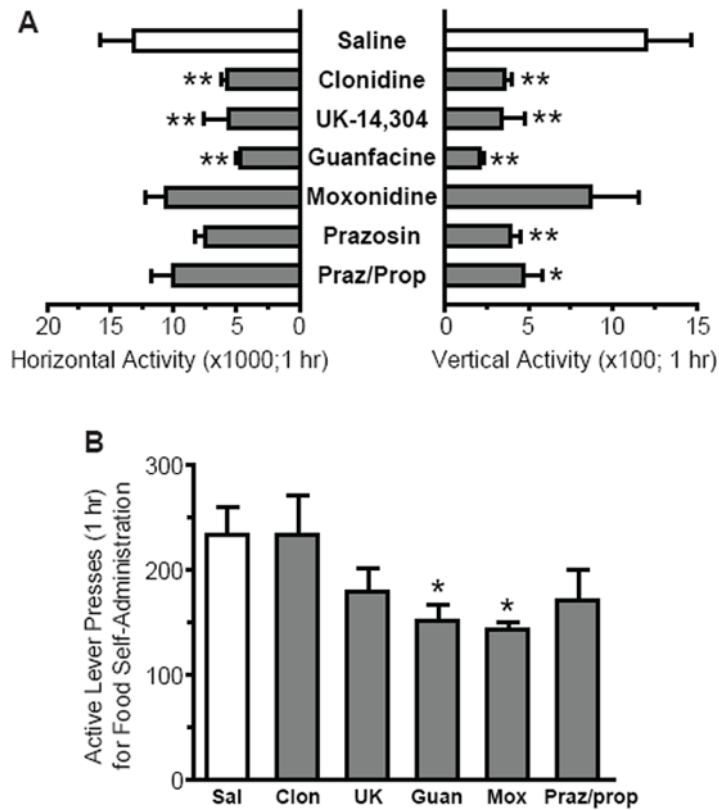 A
Saline
** Clonidine **
** UK-14,304 **
** Guanfacine **
Moxonidine
Prazosin **
Praz/Prop *
20 15 10 5 0 0 5 10 15
Horizontal Activity (x1000;1 hr) Vertical Activity (x100; 1 hr)
B
Active Lever Presses (1 hr)
for Food Self-Administration
300
200
100
0
* *
Sal Clon UK Guan Mox Praz/prop